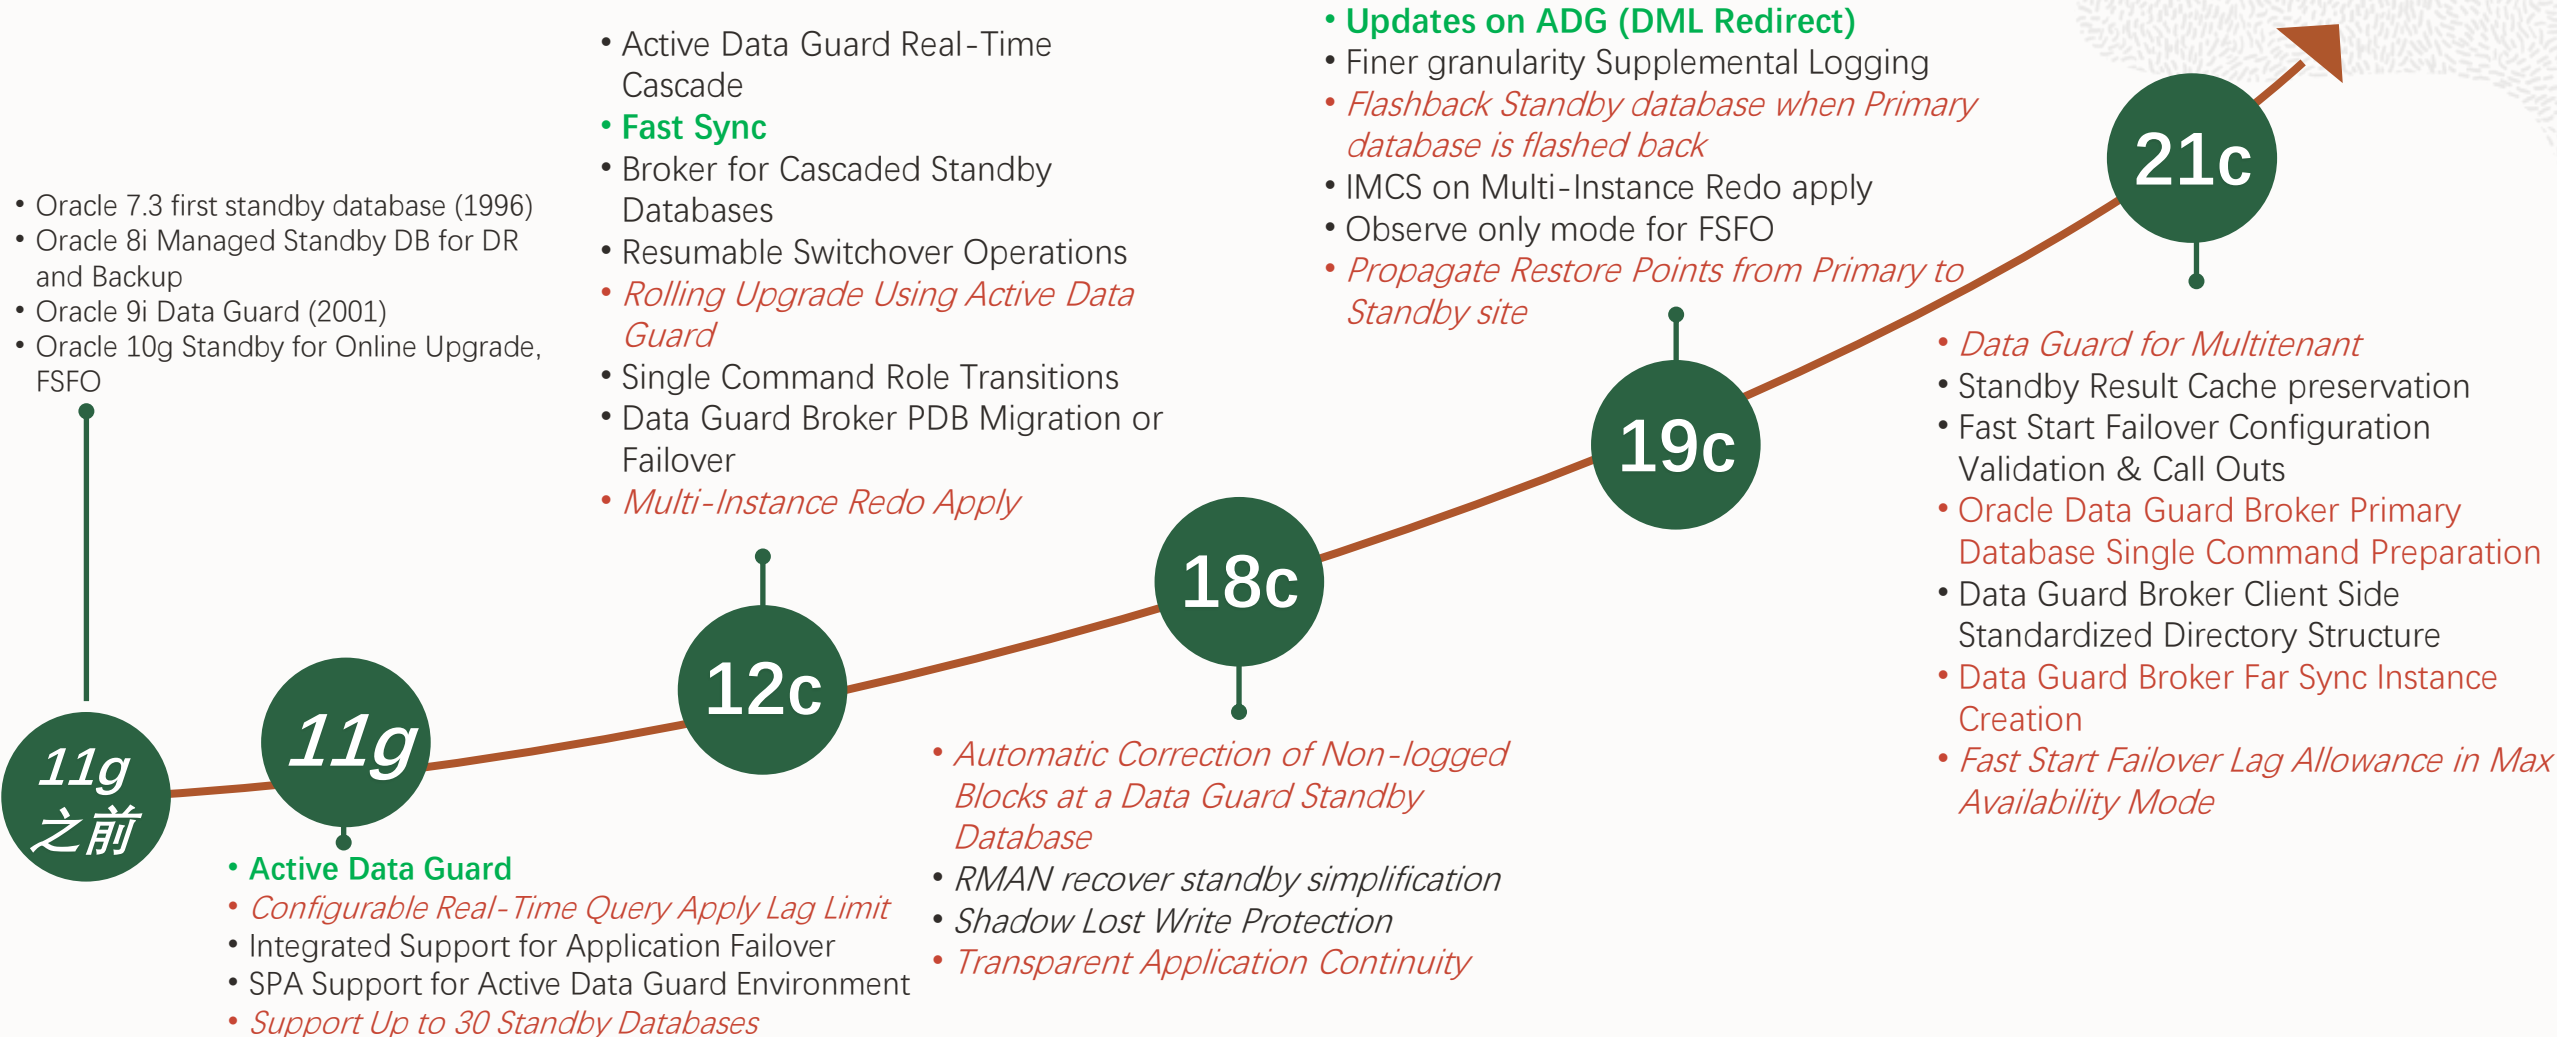 • Oracle 7.3 first standby database (1996)
• Oracle 8i Managed Standby DB for DR
and Backup
• Oracle 9i Data Guard (2001)
• Oracle 10g Standby for Online Upgrade,
FSFO
11g
之前
11g
• Active Data Guard
• Configurable Real-Time Query Apply Lag Limit
• Integrated Support for Application Failover
• SPA Support for Active Data Guard Environment
• Support Up to 30 Standby Databases
• Active Data Guard Real-Time
Cascade
• Fast Sync
• Broker for Cascaded Standby
Databases
• Resumable Switchover Operations
• Rolling Upgrade Using Active Data
Guard
• Single Command Role Transitions
• Data Guard Broker PDB Migration or
Failover
• Multi-Instance Redo Apply
12c
18c
• Automatic Correction of Non-logged
Blocks at a Data Guard Standby
Database
• RMAN recover standby simplification
• Shadow Lost Write Protection
• Transparent Application Continuity
• Updates on ADG (DML Redirect)
• Finer granularity Supplemental Logging
• Flashback Standby database when Primary
database is flashed back
• IMCS on Multi-Instance Redo apply
• Observe only mode for FSFO
• Propagate Restore Points from Primary to
Standby site
19c
21c
• Data Guard for Multitenant
• Standby Result Cache preservation
• Fast Start Failover Configuration
Validation & Call Outs
• Oracle Data Guard Broker Primary
Database Single Command Preparation
• Data Guard Broker Client Side
Standardized Directory Structure
• Data Guard Broker Far Sync Instance
Creation
• Fast Start Failover Lag Allowance in Max
Availability Mode